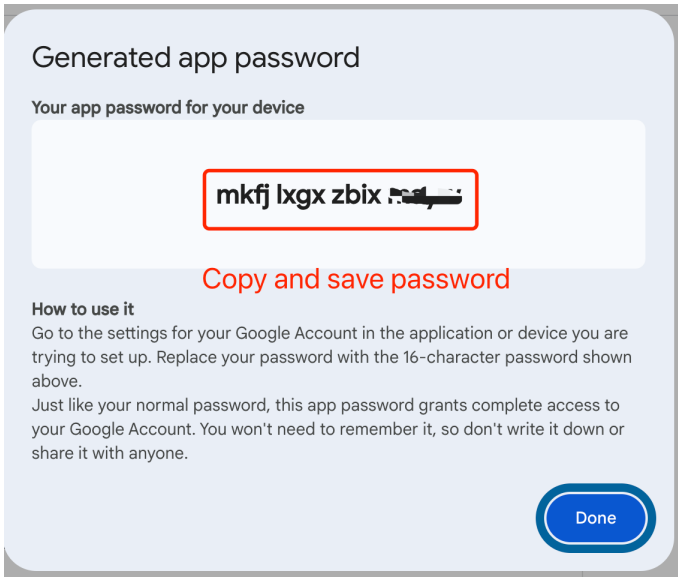 Generated app password
Your app password for your device
mkfj lxgx zbix
Copy and save password
How to use it
Go to the settings for your Google Account in the application or device you are
trying to set up. Replace your password with the 16-character password shown
above.
Just like your normal password, this app password grants complete access to
your Google Account. You won't need to remember it, so don't write it down or
share it with anyone.
Done